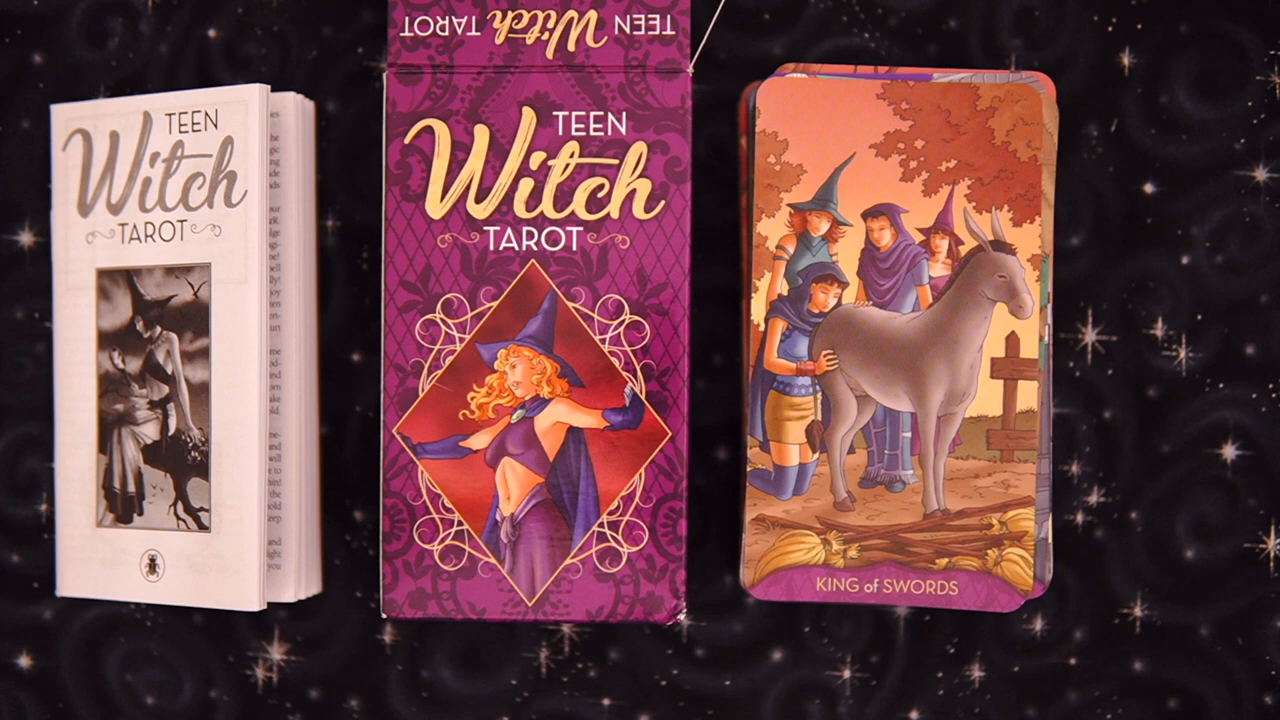 TEEN
Witch
TAROT
TEEN Witch TAROT
TEEN
Witch
TAROT
KING of SWORDS